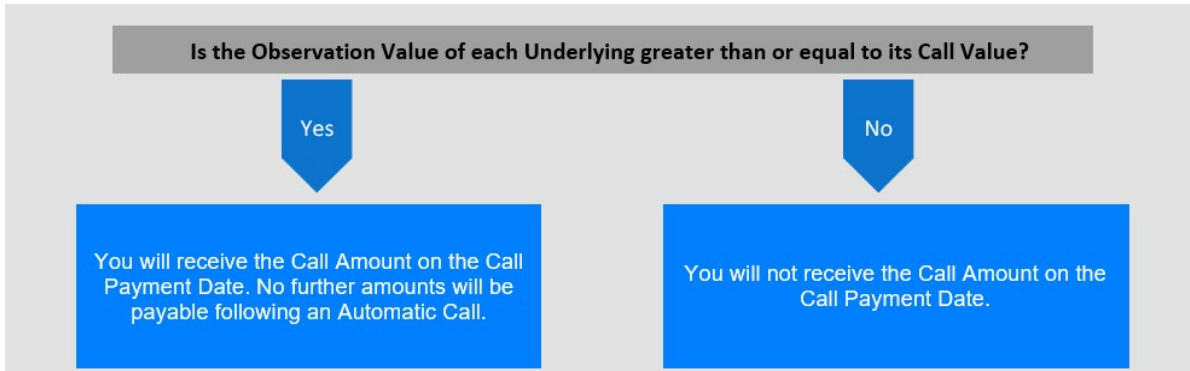 Is the Observation Value of each Underlying greater than or equal to its Call Value?
Yes
No
You will receive the Call Amount on the Call
Payment Date. No further amounts will be
payable following an Automatic Call.
You will not receive the Call Amount on the
Call Payment Date.